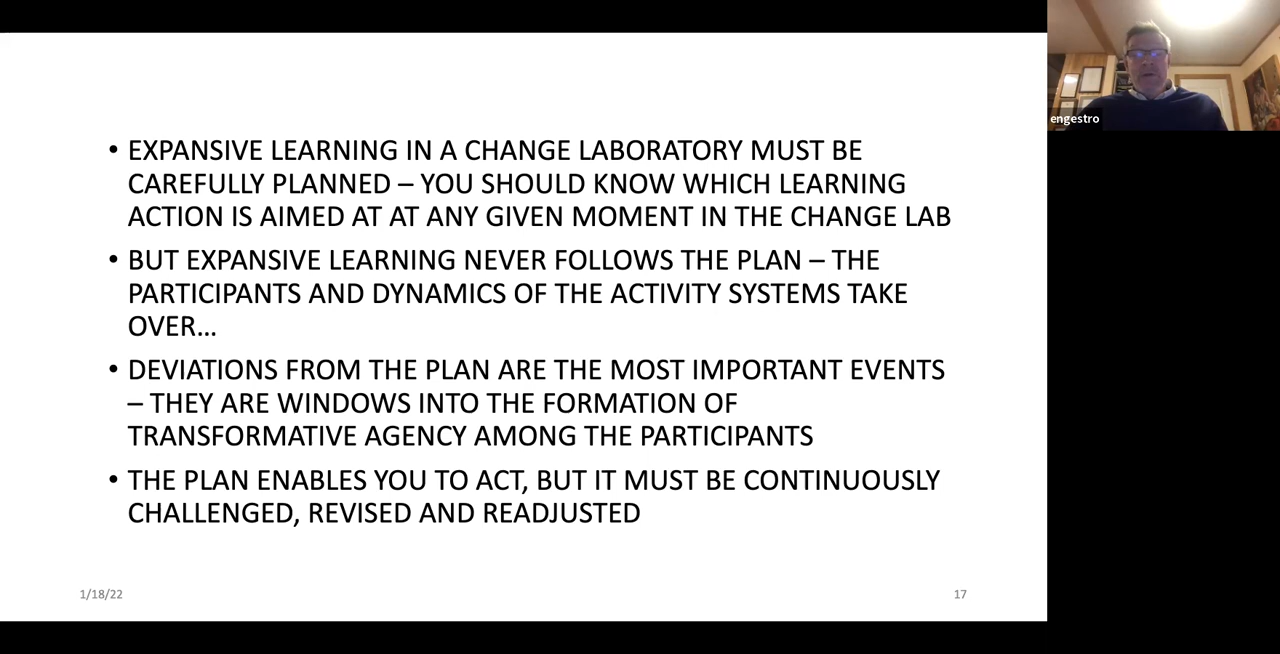 • EXPANSIVE LEARNING IN A CHANGE LABORATORY MUST BE
CAREFULLY PLANNED – YOU SHOULD KNOW WHICH LEARNING
ACTION IS AIMED AT AT ANY GIVEN MOMENT IN THE CHANGE LAB
• BUT EXPANSIVE LEARNING NEVER FOLLOWS THE PLAN – THE
PARTICIPANTS AND DYNAMICS OF THE ACTIVITY SYSTEMS TAKE
OVER…
• DEVIATIONS FROM THE PLAN ARE THE MOST IMPORTANT EVENTS
– THEY ARE WINDOWS INTO THE FORMATION OF
TRANSFORMATIVE AGENCY AMONG THE PARTICIPANTS
• THE PLAN ENABLES YOU TO ACT, BUT IT MUST BE CONTINUOUSLY
CHALLENGED, REVISED AND READJUSTED
1/18/22
17
engestro